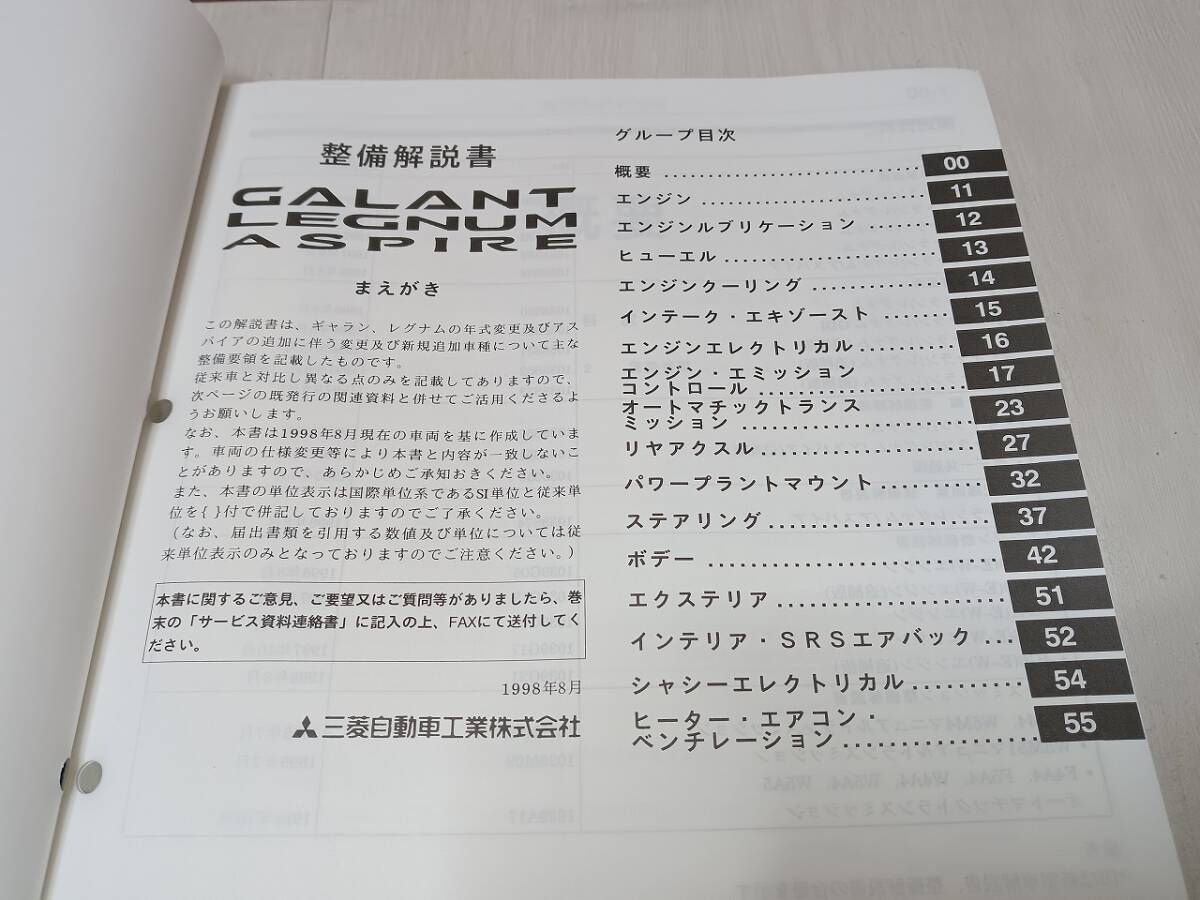 整備解説書
GALANT
LEGNUM
ASPIRE
まえがき
この解説書は、ギャラン、レグナムの年式変更及びアス
パイアの追加に伴う変更及び新規追加車種について主な
整備要領を記載したものです。
従来車と対比し異なる点のみを記載してありますので、
次ページの既発行の関連資料と併せてご活用くださるよ
うお願いします。
なお、本書は1998年8月現在の車両を基に作成していま
す。車両の仕様変更等により本書と内容が一致しないこ
とがありますので、あらかじめご承知おきください。
また、本書の単位表示は国際単位系であるSI単位と従来単
位を{ }付で併記しておりますのでご了承ください。
(なお、届出書類を引用する数値及び単位については従
来単位表示のみとなっておりますのでご注意ください。)
本書に関するご意見、ご要望又はご質問等がありましたら、巻
末の「サービス資料連絡書」に記入の上、FAXにて送付してく
ださい。
1998年8月
三菱自動車工業株式会社
グループ目次
概要 ............................ 00
エンジン ........................ 11
エンジンルブリケーション ....... 12
ヒューエル ...................... 13
エンジンクーリング .............. 14
インテーク・エキゾースト ....... 15
エンジンエレクトリカル .......... 16
エンジン・エミッション
コントロール .................... 17
オートマチックトランス
ミッション ...................... 23
リヤアクスル .................... 27
パワープラントマウント ......... 32
ステアリング .................... 37
ボデー .......................... 42
エクステリア .................... 51
インテリア・SRSエアバック ... 52
シャシーエレクトリカル .......... 54
ヒーター・エアコン・
ベンチレーション ................ 55